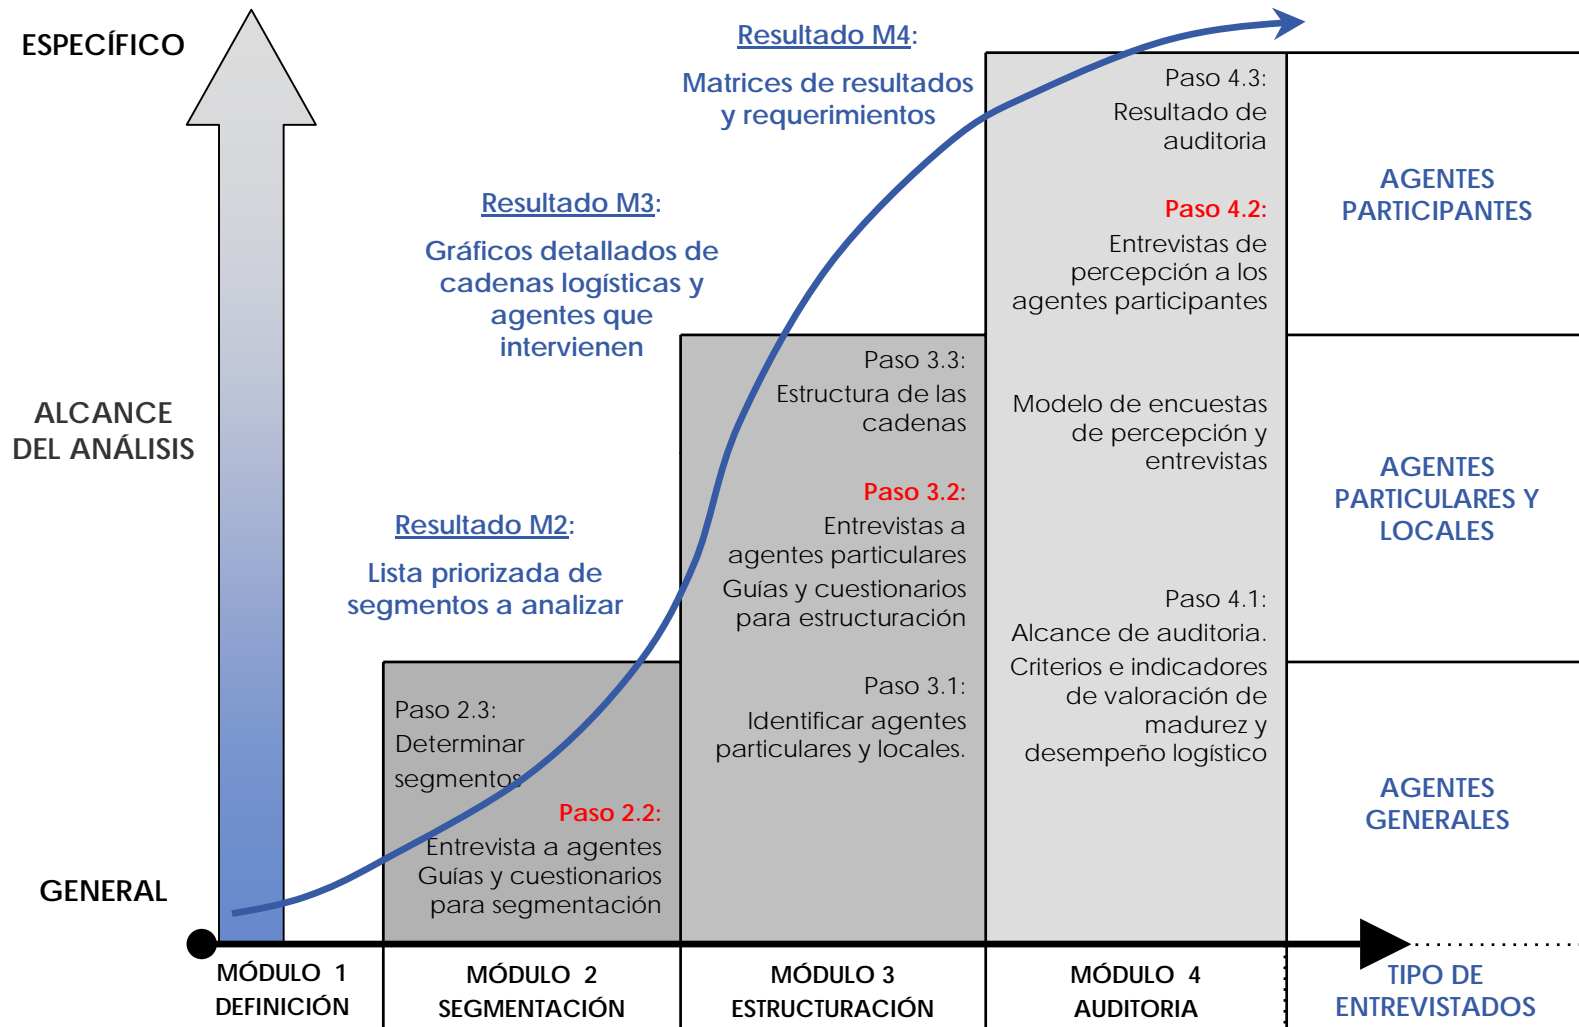 ESPECÍFICO
ALCANCE
DEL ANÁLISIS
GENERAL
Resultado M2:
Lista priorizada de
segmentos a analizar
Resultado M3:
Gráficos detallados de
cadenas logísticas y
agentes que
intervienen
Resultado M4:
Matrices de resultados
y requerimientos
Paso 2.3:
Determinar
segmentos
Paso 2.2:
Entrevista a agentes
Guías y cuestionarios
para segmentación
Paso 3.3:
Estructura de las
cadenas
Paso 3.2:
Entrevistas a
agentes particulares
Guías y cuestionarios
para estructuración
Paso 3.1:
Identificar agentes
particulares y locales.
Paso 4.3:
Resultado de
auditoria
Paso 4.2:
Entrevistas de
percepción a los
agentes participantes
Modelo de encuestas
de percepción y
entrevistas
Paso 4.1:
Alcance de auditoria.
Criterios e indicadores
de valoración de
madurez y
desempeño logístico
AGENTES
PARTICIPANTES
AGENTES
PARTICULARES Y
LOCALES
AGENTES
GENERALES
MÓDULO 1
DEFINICIÓN
MÓDULO 2
SEGMENTACIÓN
MÓDULO 3
ESTRUCTURACIÓN
MÓDULO 4
AUDITORIA
TIPO DE
ENTREVISTADOS